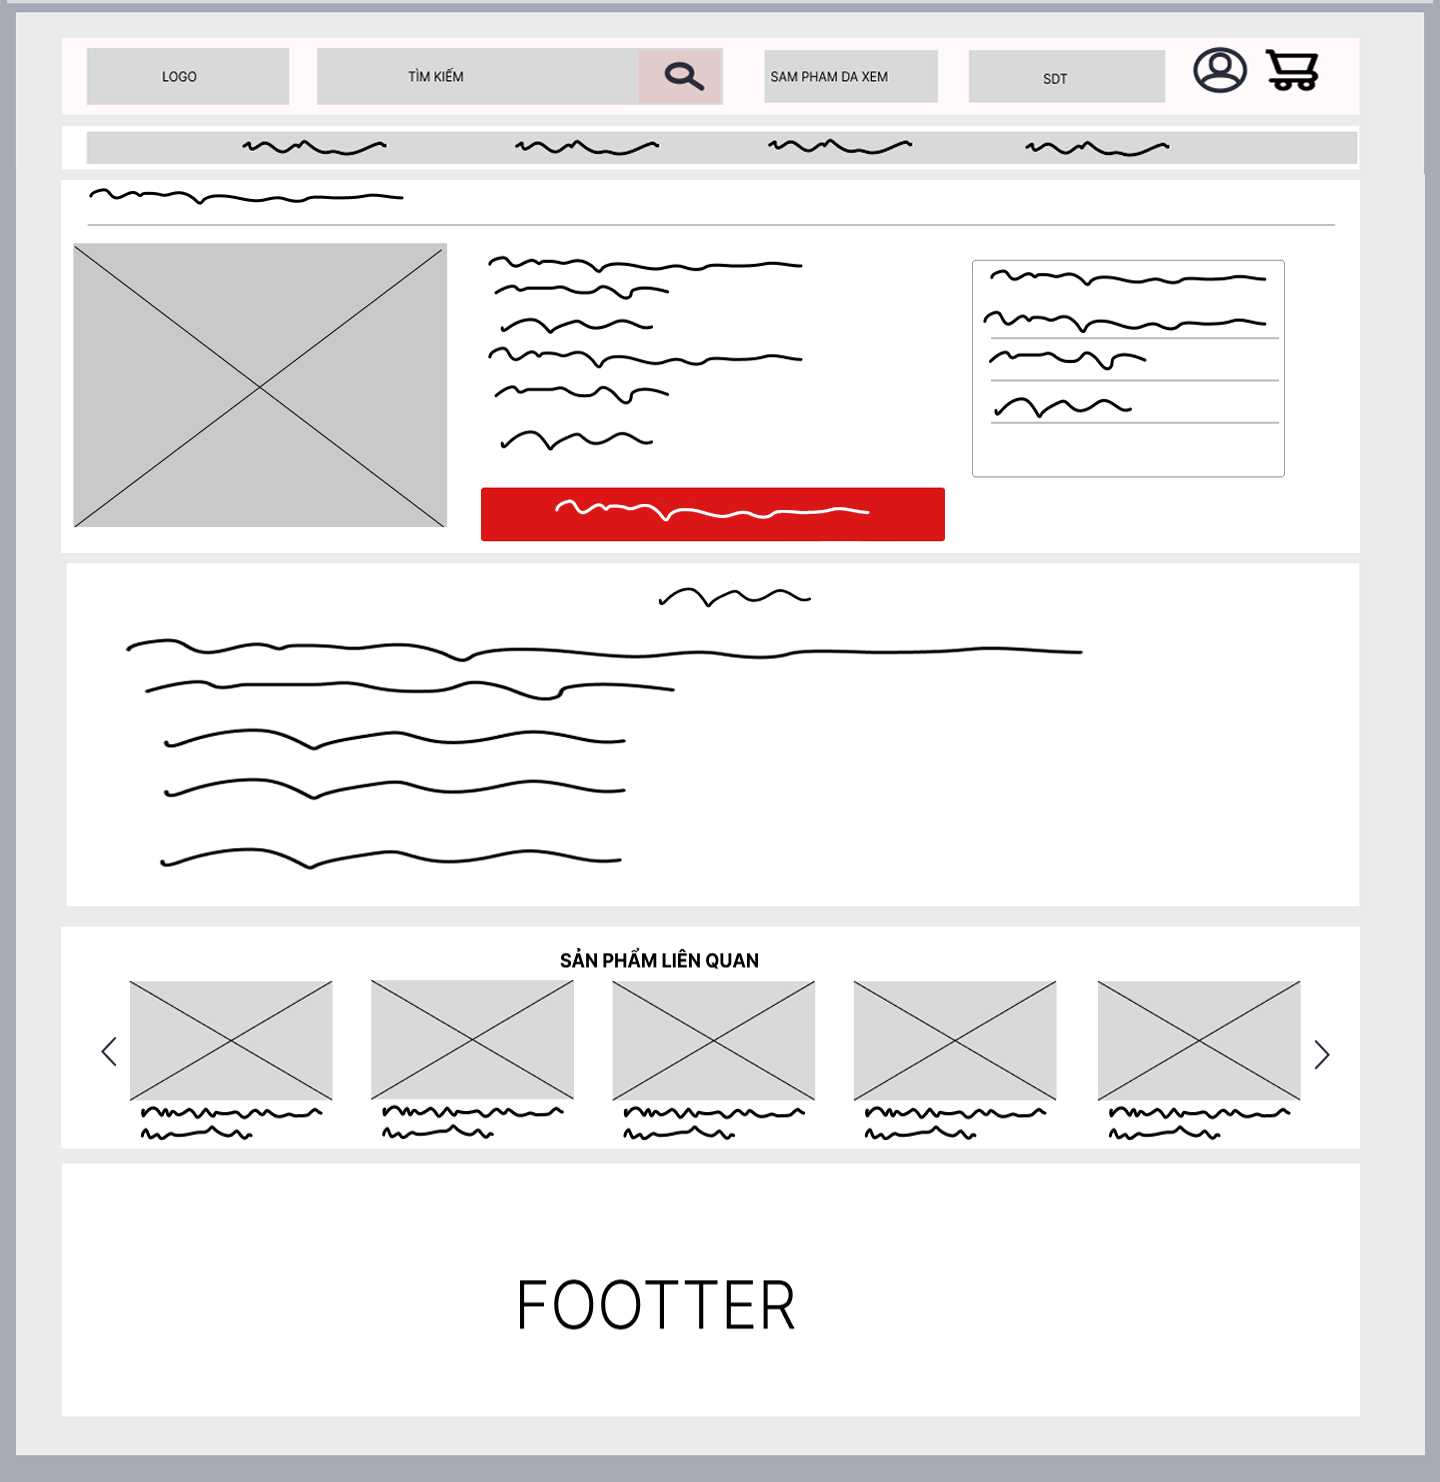 LOGO
TÌM KIẾM
SAM PHAM DA XEM
SDT
SẢN PHẨM LIÊN QUAN
FOOTTER